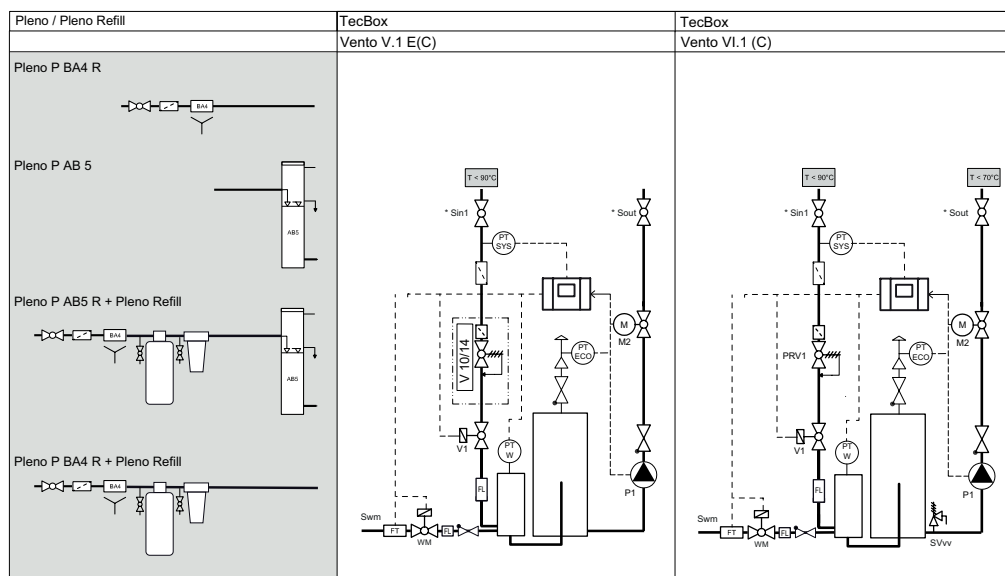 Pleno / Pleno Refill
TecBox
TecBox
Vento V.1 E(C)
Vento VI.1 (C)
Pleno P BA4 R
BA4
Pleno P AB 5
AB5
Pleno P AB5 R + Pleno Refill
BA4
AB5
Pleno P BA4 R + Pleno Refill
BA4
T < 90°C
* Sin1
* Sout
PT
SYS
M
M2
V 10/14
PT
ECO
V1
PT
W
FL
P1
Swm
FT
WM
FL
T < 90°C
T < 70°C
* Sin1
* Sout
PT
SYS
M
M2
PRV1
PT
ECO
V1
PT
W
FL
P1
Swm
FT
WM
FL
SVvv